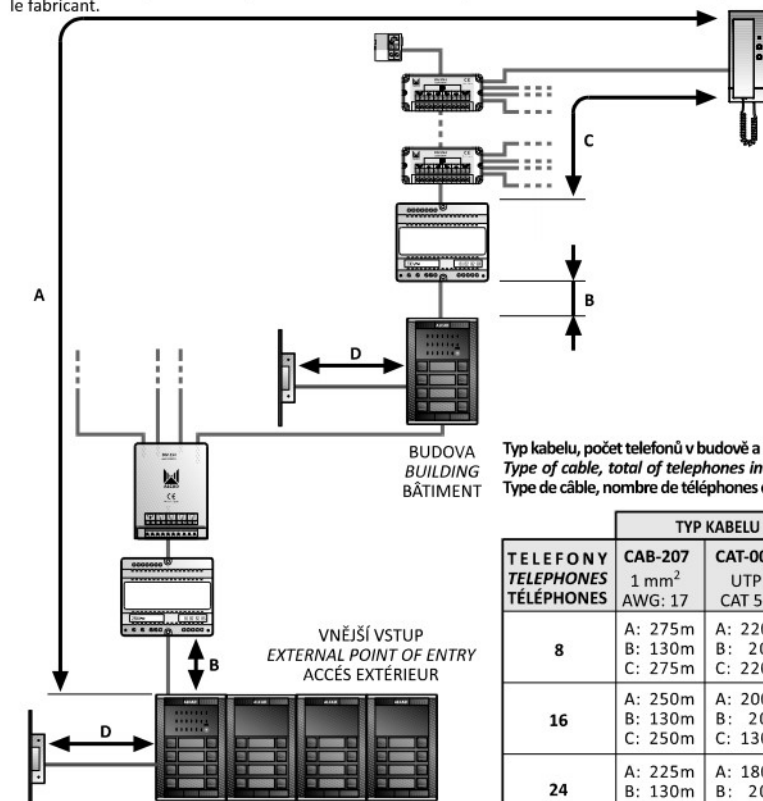 le fabricant.
A
C
B
D
BUDOVA
BUILDING
BÂTIMENT
B
VNĚJŠÍ VSTUP
EXTERNAL POINT OF ENTRY
ACCÉS EXTÉRIEUR
D
Typ kabelu, počet telefonů v budově a
Type of cable, total of telephones in
Type de câble, nombre de téléphones
TYP KABELU
TELEFONY
TELEPHONES
TÉLÉPHONES
CAB-207
1 mm²
AWG: 17
UTP
CAT 5
8
A: 275m
B: 130m
C: 275m
A: 220
B: 20
C: 220
16
A: 250m
B: 130m
C: 250m
A: 200
B: 20
C: 130
24
A: 225m
B: 130m
A: 180
B: 20